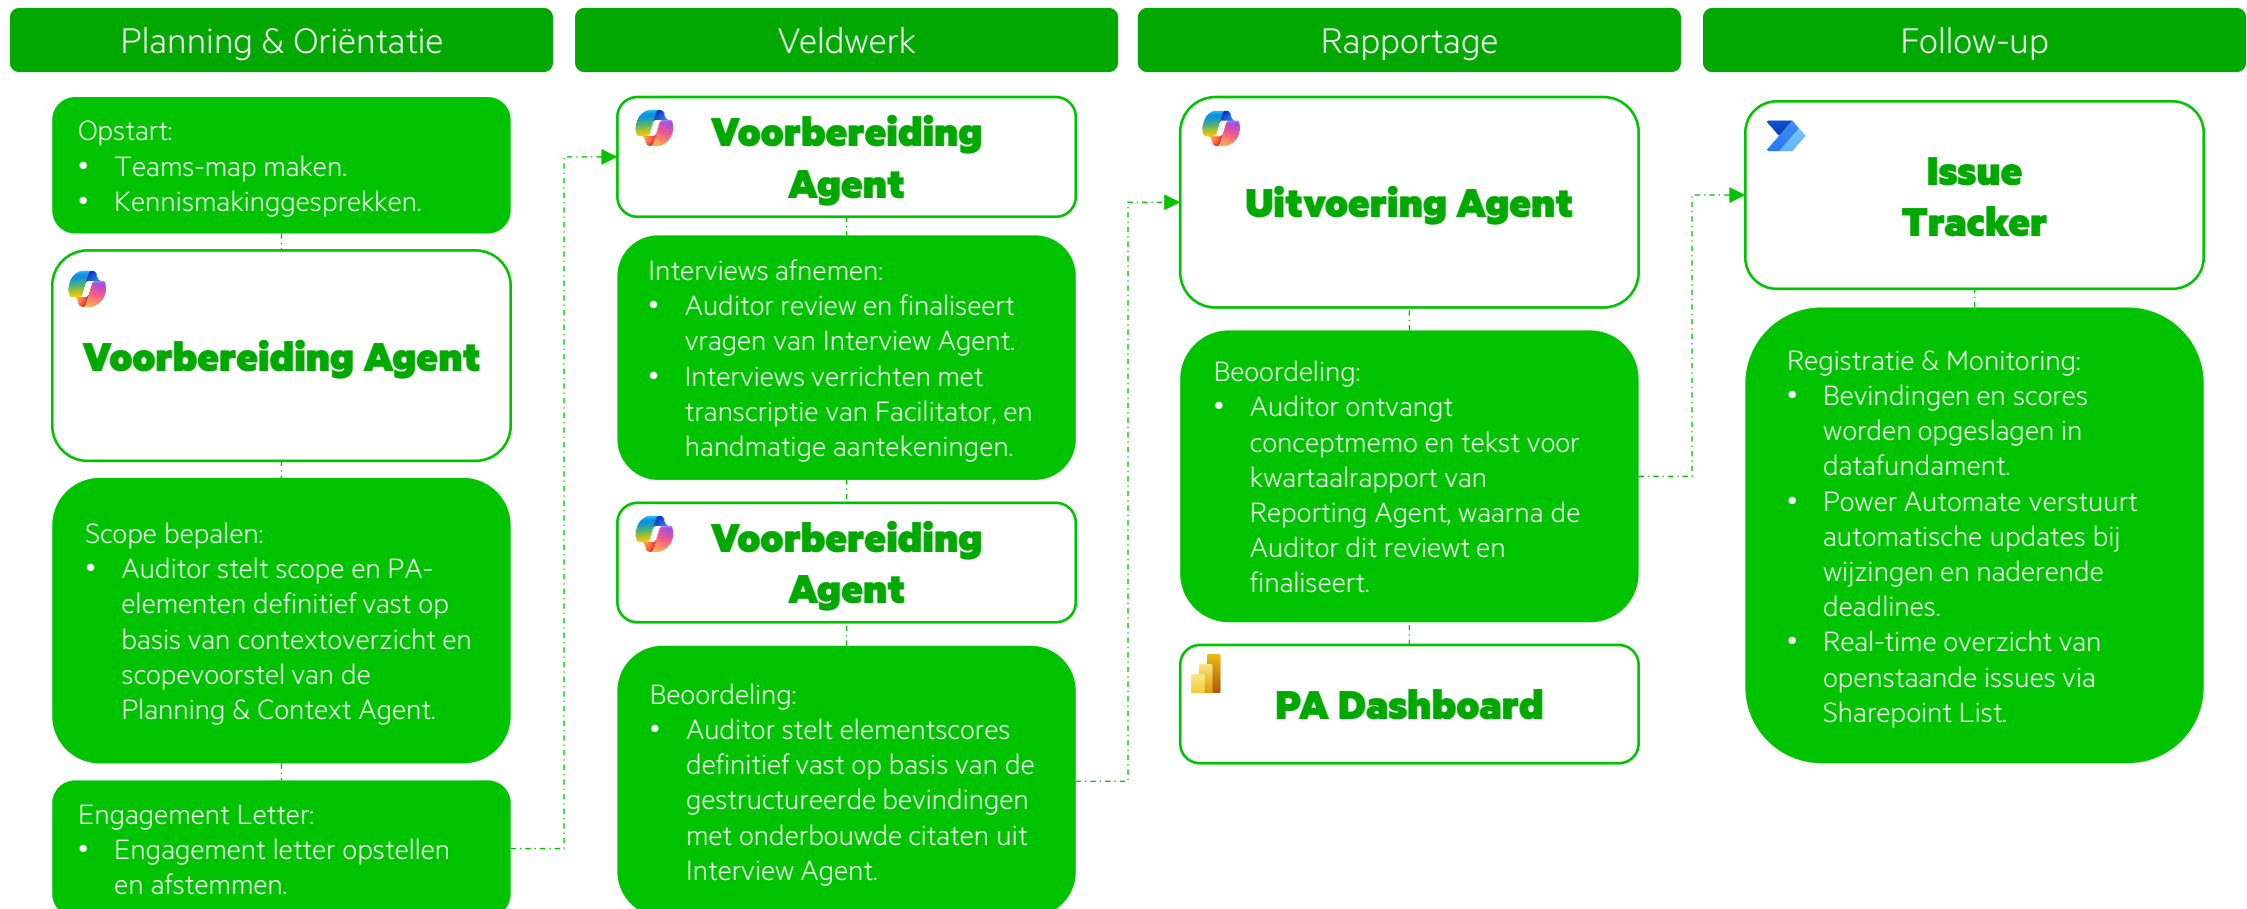 Planning & Oriëntatie
Opstart:
• Teams-map maken.
• Kennismakinggesprekken.
Voorbereiding Agent
Scope bepalen:
• Auditor stelt scope en PA-
elementen definitief vast op
basis van contextoverzicht en
scopevoorstel van de
Planning & Context Agent.
Engagement Letter:
• Engagement letter opstellen
en afstemmen.
Veldwerk
Voorbereiding
Agent
Interviews afnemen:
• Auditor review en finaliseert
vragen van Interview Agent.
• Interviews verrichten met
transcriptie van Facilitator, en
handmatige aantekeningen.
Voorbereiding
Agent
Beoordeling:
• Auditor stelt elementscores
definitief vast op basis van de
gestructureerde bevindingen
met onderbouwde citaten uit
Interview Agent.
Rapportage
Uitvoering Agent
Beoordeling:
• Auditor ontvangt
conceptmemo en tekst voor
kwartaalrapport van
Reporting Agent, waarna de
Auditor dit reviewt en
finaliseert.
PA Dashboard
Follow-up
Issue
Tracker
Registratie & Monitoring:
• Bevindingen en scores
worden opgeslagen in
datafundament.
• Power Automate verstuurt
automatische updates bij
wijzingen en naderende
deadlines.
• Real-time overzicht van
openstaande issues via
Sharepoint List.